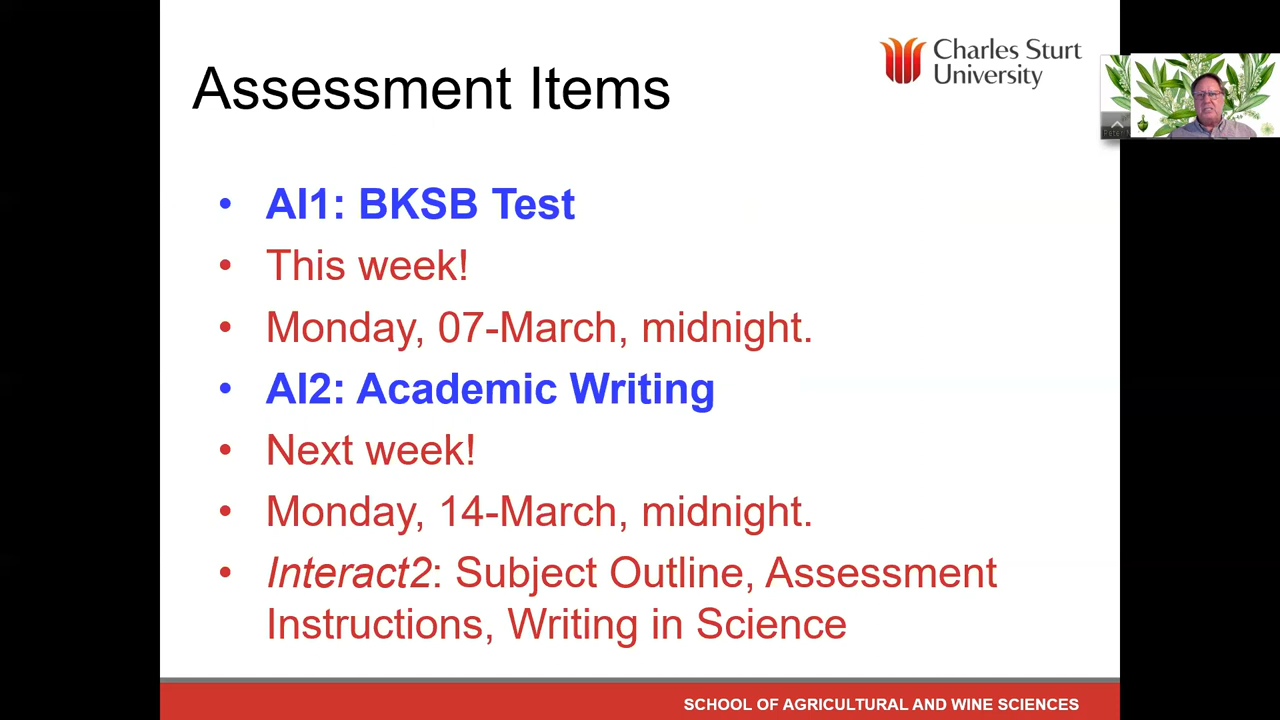 Assessment Items
Charles Sturt
University
• AI1: BKSB Test
• This week!
• Monday, 07-March, midnight.
• AI2: Academic Writing
• Next week!
• Monday, 14-March, midnight.
• Interact2: Subject Outline, Assessment
Instructions, Writing in Science
SCHOOL OF AGRICULTURAL AND WINE SCIENCES